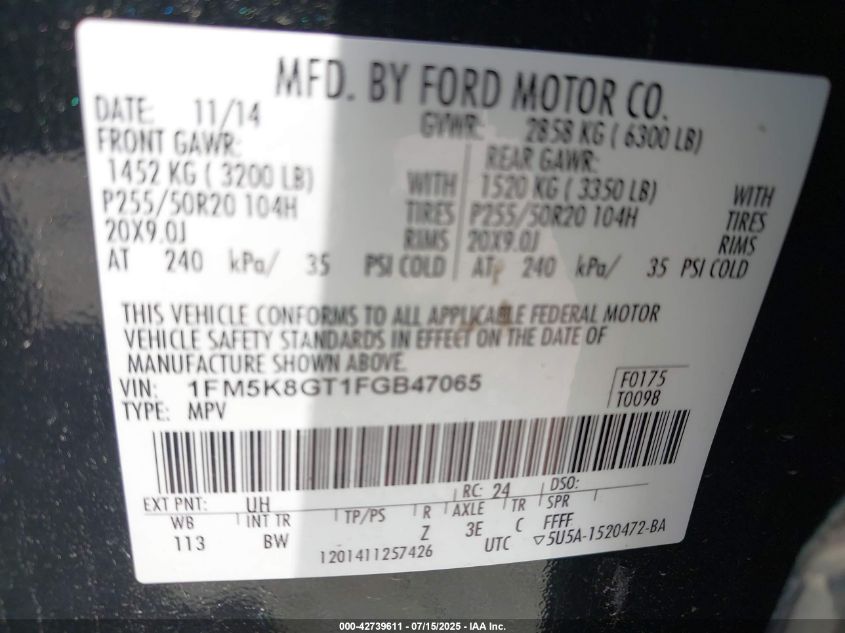 MFD. BY FORD MOTOR CO.
DATE: 11/14 GVWR: 2858 KG ( 6300 LB)
FRONT GAWR: REAR GAWR:
1452 KG ( 3200 LB) WITH 1520 KG ( 3350 LB) WITH
P255/50R20 104H TIRES P255/50R20 104H TIRES
20X9.0J RIMS 20X9.0J RIMS
AT 240 kPa/ 35 PSI COLD AT 240 kPa/ 35 PSI COLD
THIS VEHICLE CONFORMS TO ALL APPLICABLE FEDERAL MOTOR
VEHICLE SAFETY STANDARDS IN EFFECT ON THE DATE OF
MANUFACTURE SHOWN ABOVE.
VIN: 1FM5K8GT1FGB47065 F0175
TYPE: MPV T0098
EXT PNT: UH RC: 24 DSO:
WB INT TR TP/PS R AXLE TR SPR
113 BW Z 3E C FFFF
1201411257426 UTC ▽5U5A-1520472-BA
000-42739611 / 07/15/2025 / IAA Inc.